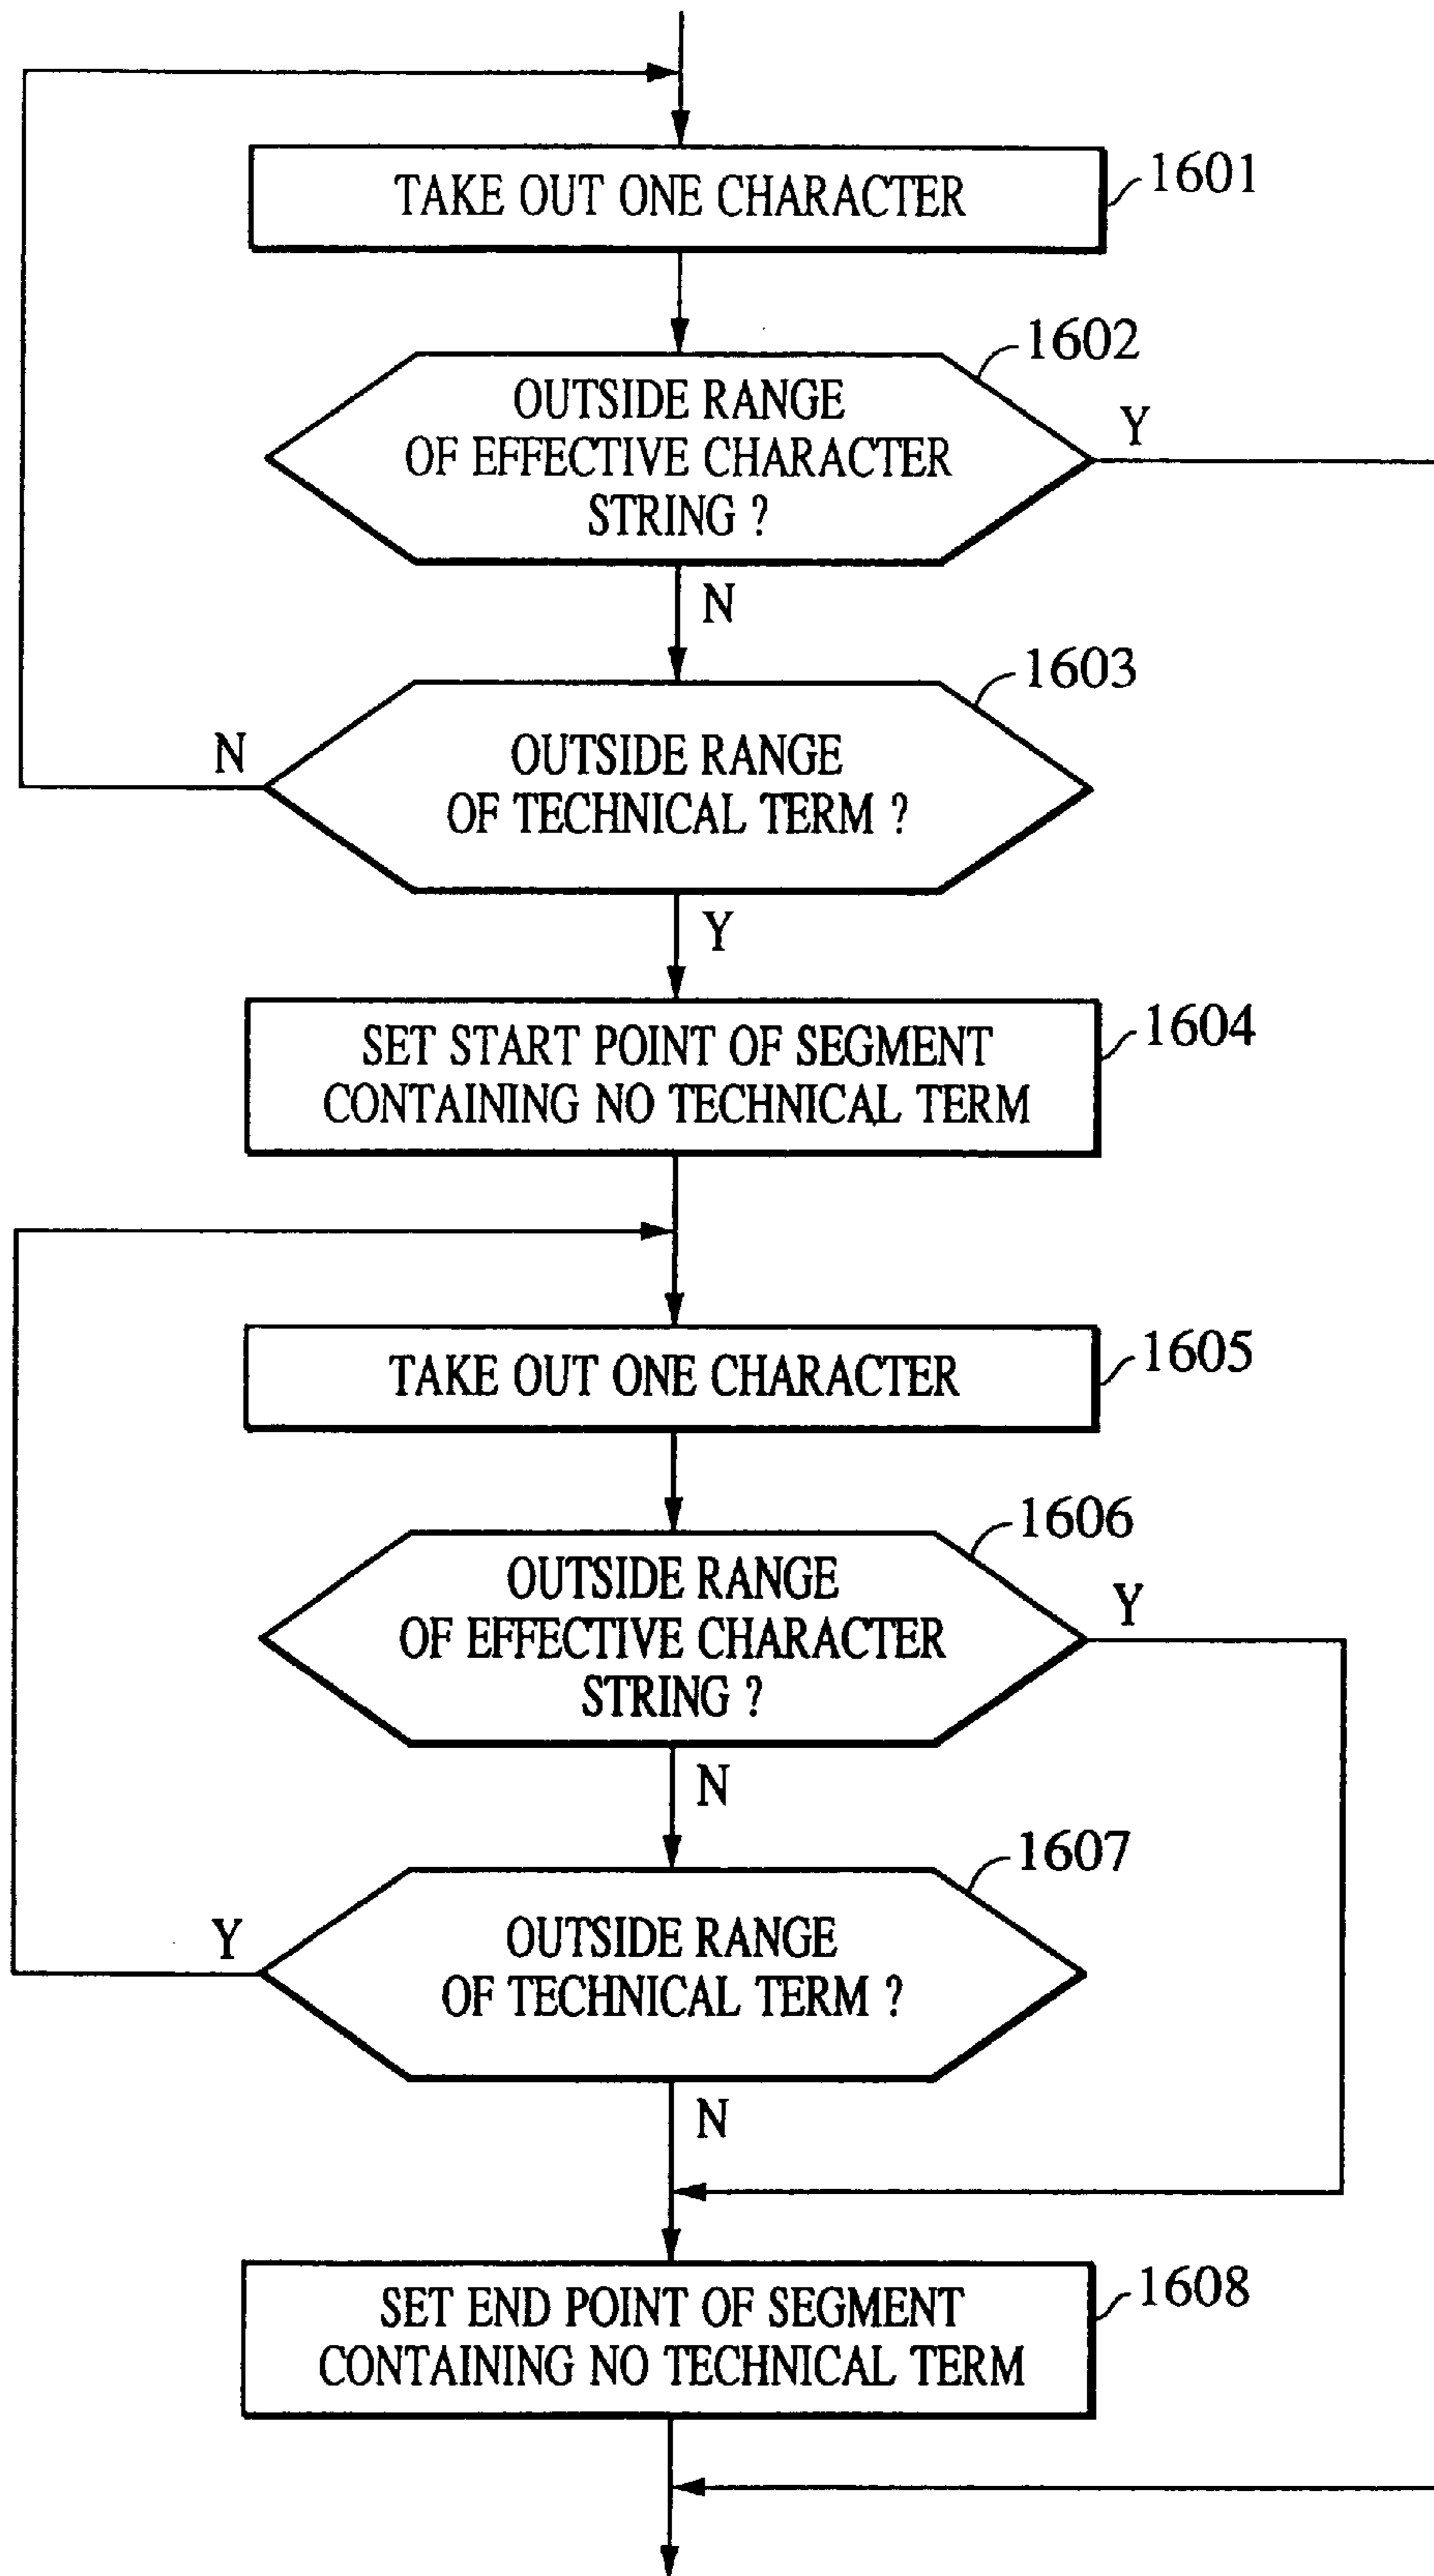 TAKE OUT ONE CHARACTER
1601
1602
OUTSIDE RANGE
OF EFFECTIVE CHARACTER
STRING ?
Y
N
1603
OUTSIDE RANGE
OF TECHNICAL TERM ?
N
Y
SET START POINT OF SEGMENT
CONTAINING NO TECHNICAL TERM
1604
TAKE OUT ONE CHARACTER
1605
1606
OUTSIDE RANGE
OF EFFECTIVE CHARACTER
STRING ?
Y
N
1607
OUTSIDE RANGE
OF TECHNICAL TERM ?
Y
N
SET END POINT OF SEGMENT
CONTAINING NO TECHNICAL TERM
1608